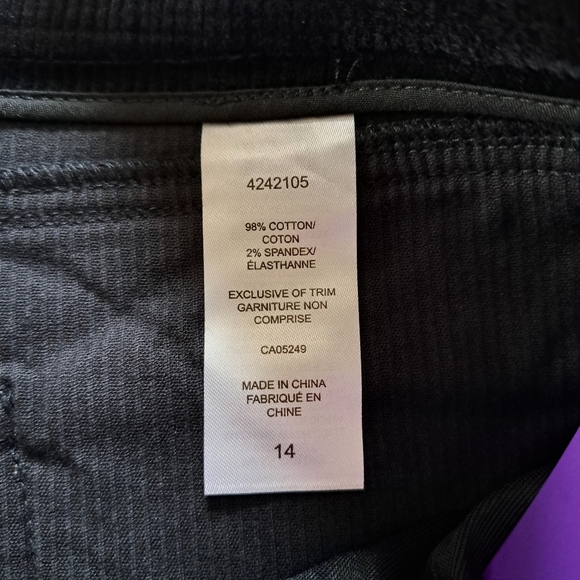 4242105
98% COTTON/
COTON
2% SPANDEX/
ÉLASTHANNE
EXCLUSIVE OF TRIM
GARNITURE NON
COMPRISE
CA05249
MADE IN CHINA
FABRIQUÉ EN
CHINE
14